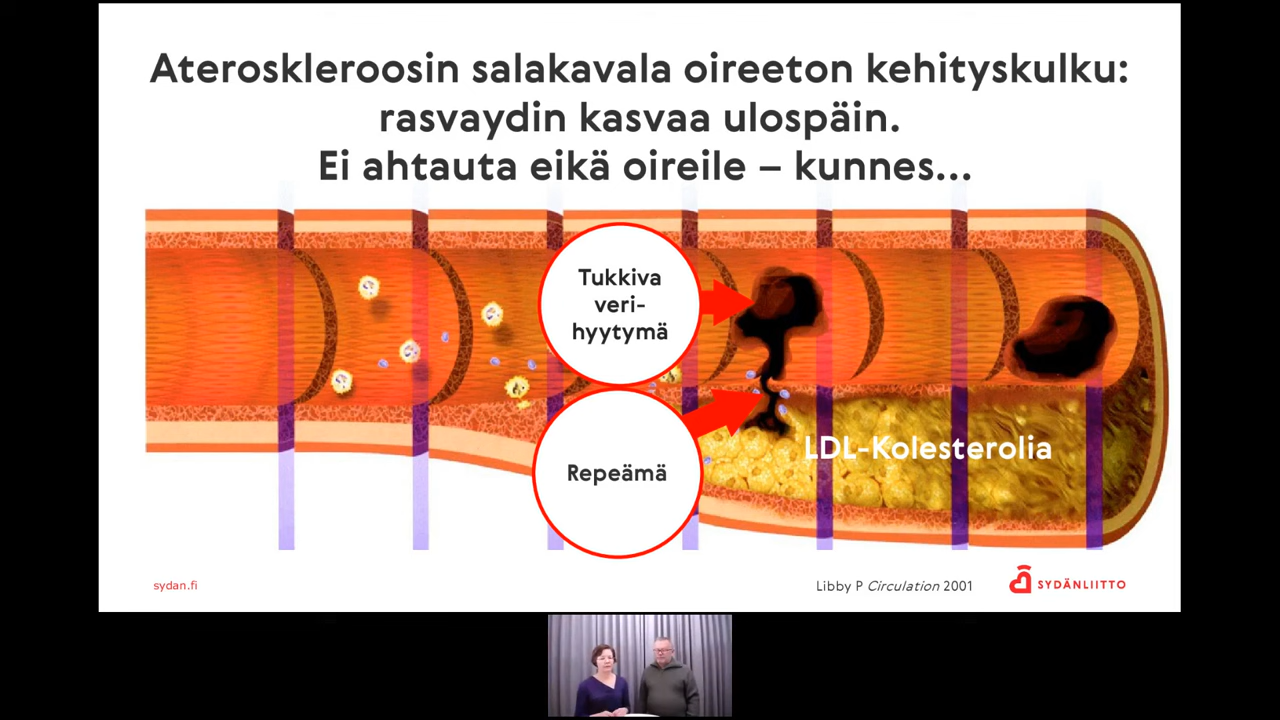 Ateroskleroosin salakavala oireeton kehityskulku:
rasvaydin kasvaa ulospäin.
Ei ahtauta eikä oireile – kunnes...
Tukkiva
veri-
hyytymä
Repeämä
LDL-Kolesterolia
sydan.fi
Libby P Circulation 2001
SYDÄNLIITTO